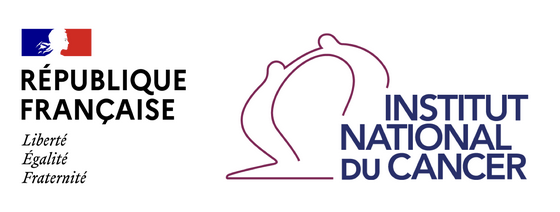 RÉPUBLIQUE
FRANÇAISE
Liberté
Égalité
Fraternité
INSTITUT
NATIONAL
DU CANCER